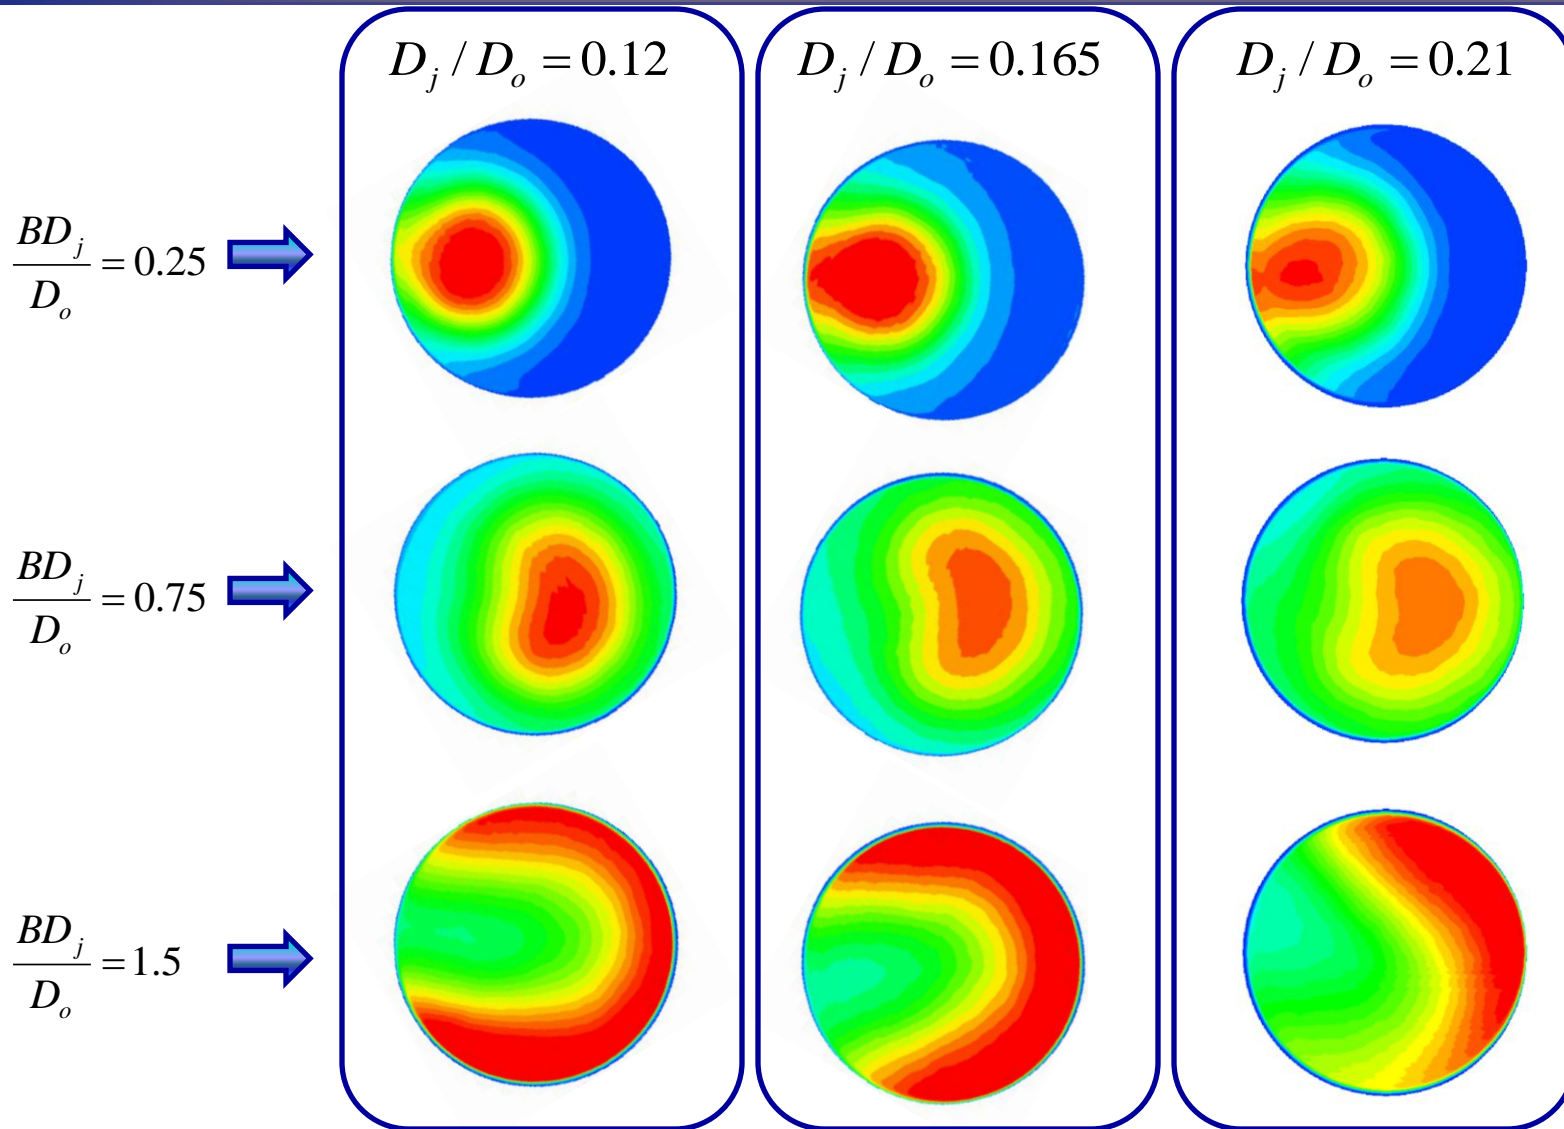 D_j / D_o = 0.12
D_j / D_o = 0.165
D_j / D_o = 0.21
BD_j / D_o = 0.25
BD_j / D_o = 0.75
BD_j / D_o = 1.5